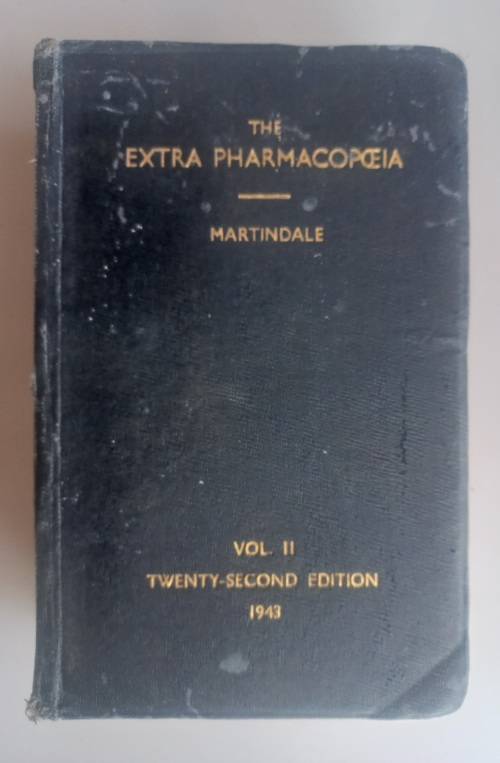 THE
EXTRA PHARMACOPŒIA
MARTINDALE
VOL. II
TWENTY-SECOND EDITION
1943